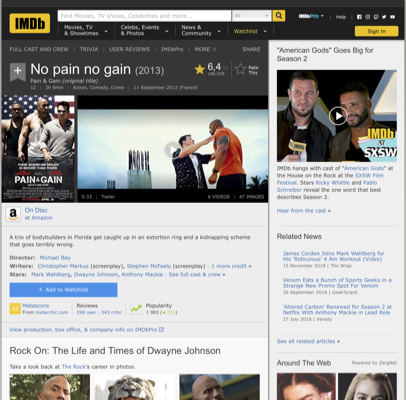 IMDb
Find Movies, TV shows, Celebrities and more...
All
IMDbPro
Help
Movies, TV
& Showtimes
Celebs, Events
& Photos
News &
Community
Watchlist
Sign in
FULL CAST AND CREW | TRIVIA | USER REVIEWS | IMDbPro | MORE
SHARE
No pain no gain (2013)
Pain & Gain (original title)
12 | 2h 9min | Action, Comedy, Crime | 11 September 2013 (France)
6,4
Rate
This
PAIN&GAIN
0:33 | Trailer
6 VIDEOS | 47 IMAGES
On Disc
at Amazon
A trio of bodybuilders in Florida get caught up in an extortion ring and a kidnapping scheme
that goes terribly wrong.
Director: Michael Bay
Writers: Christopher Markus (screenplay), Stephen McFeely (screenplay) | 1 more credit »
Stars: Mark Wahlberg, Dwayne Johnson, Anthony Mackie | See full cast & crew »
+ Add to Watchlist
Metascore
From metacritic.com
Reviews
298 user | 343 critic
Popularity
View production, box office, & company info on IMDbPro
Rock On: The Life and Times of Dwayne Johnson
Take a look back at The Rock's career in photos.
"American Gods" Goes Big for
Season 2
IMDb
SXSW
IMDb hangs with cast of "American Gods" at
the House on the Rock at the SXSW Film
Festival. Stars Ricky Whittle and Pablo
Schreiber reveal the one word that best
describes Season 2.
Hear from the cast »
Related News
James Corden Joins Mark Wahlberg for
His 'Ridiculous' 4 Am Workout (Video)
15 November 2018 | The Wrap
Venom Eats a Bunch of Sports Geeks in a
Strange New Promo Spot For Venom
26 September 2018 | GeekTyrant
'Altered Carbon' Renewed for Season 2 at
Netflix With Anthony Mackie in Lead Role
27 July 2018 | Variety
See all related articles »
Around The Web
Powered by ZergNet